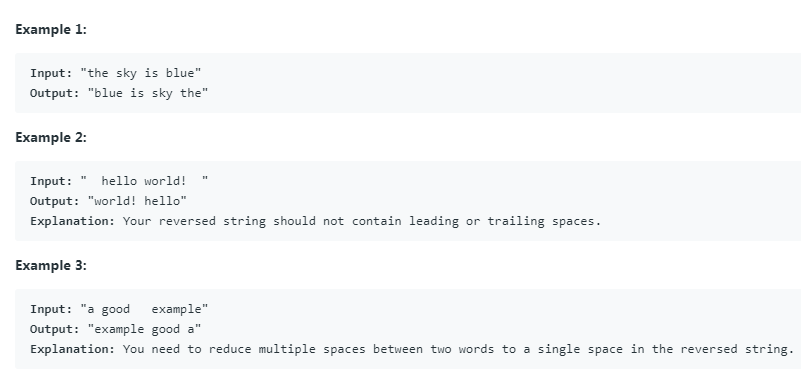 Example 1:
Input: "the sky is blue"
Output: "blue is sky the"
Example 2:
Input: "  hello world!  "
Output: "world! hello"
Explanation: Your reversed string should not contain leading or trailing spaces.
Example 3:
Input: "a good   example"
Output: "example good a"
Explanation: You need to reduce multiple spaces between two words to a single space in the reversed string.